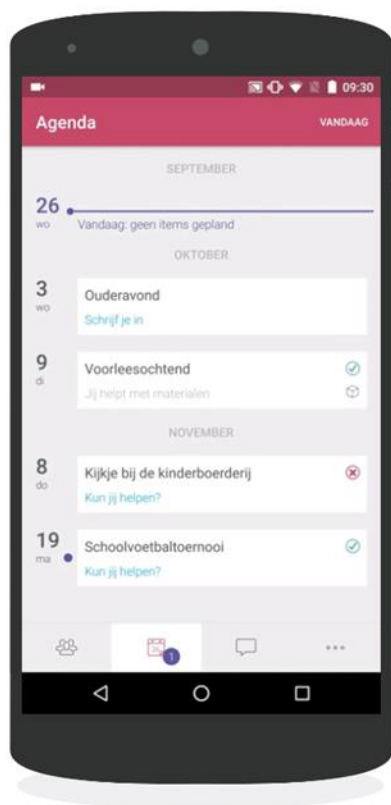 09:30
Agenda VANDAAG
SEPTEMBER
26
wo Vandaag: geen items gepland
OKTOBER
3 Ouderavond
wo Schrijf je in
9 Voorleesochtend
di Jij helpt met materialen
NOVEMBER
8 Kijkje bij de kinderboerderij
do Kun jij helpen?
19 Schoolvoetbaltoernooi
ma Kun jij helpen?
1